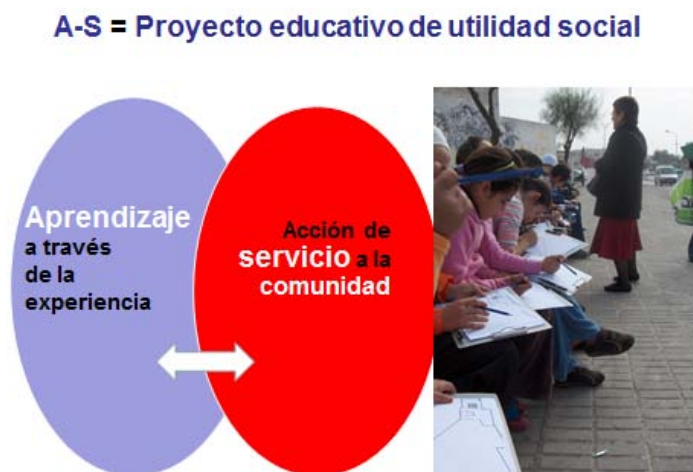 A-S = Proyecto educativo de utilidad social
Aprendizaje
a través
de la
experiencia
Acción de
servicio a la
comunidad